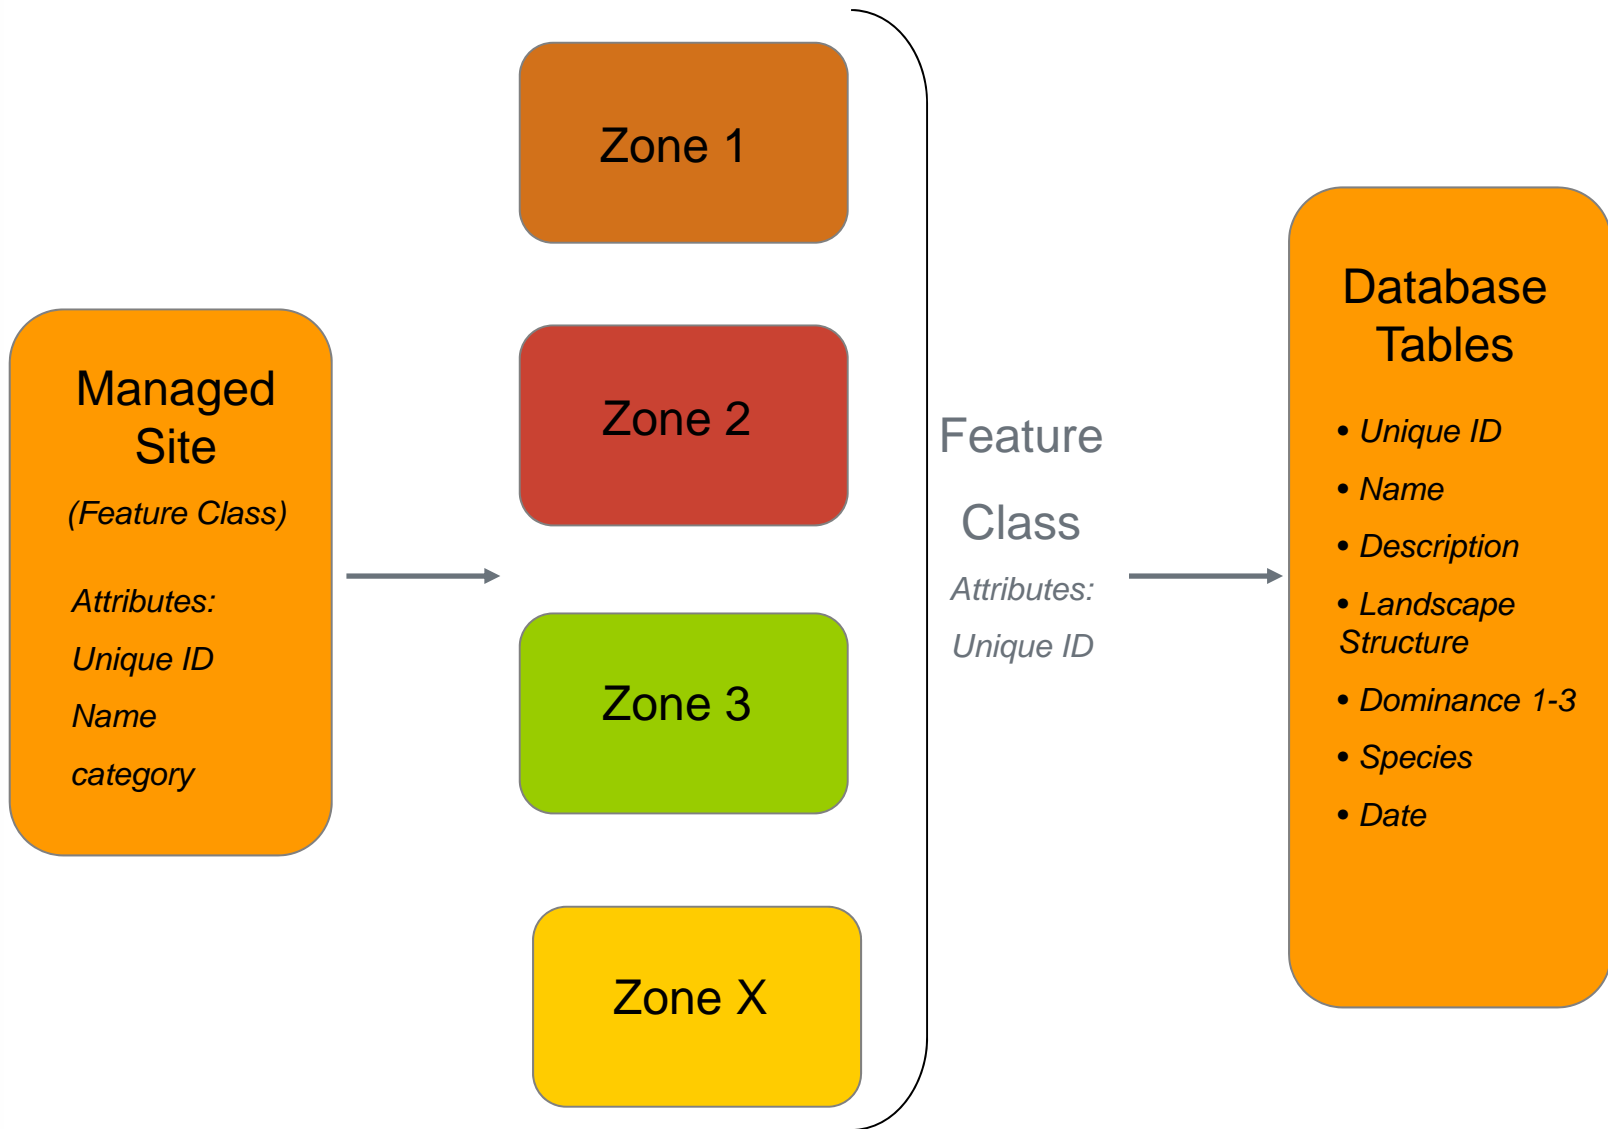 Managed
Site
(Feature Class)
Attributes:
Unique ID
Name
category
Zone 1
Zone 2
Zone 3
Zone X
Feature
Class
Attributes:
Unique ID
Database
Tables
• Unique ID
• Name
• Description
• Landscape
Structure
• Dominance 1-3
• Species
• Date